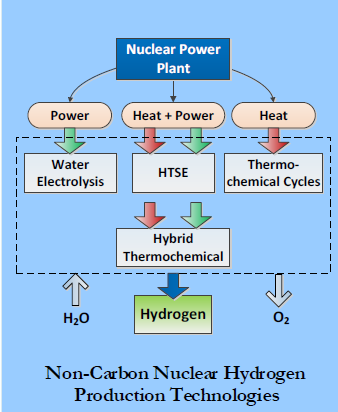 Nuclear Power
Plant
Power
Heat + Power
Heat
Water
Electrolysis
HTSE
Thermo-
chemical Cycles
Hybrid
Thermochemical
H₂O
Hydrogen
O₂
Non-Carbon Nuclear Hydrogen
Production Technologies